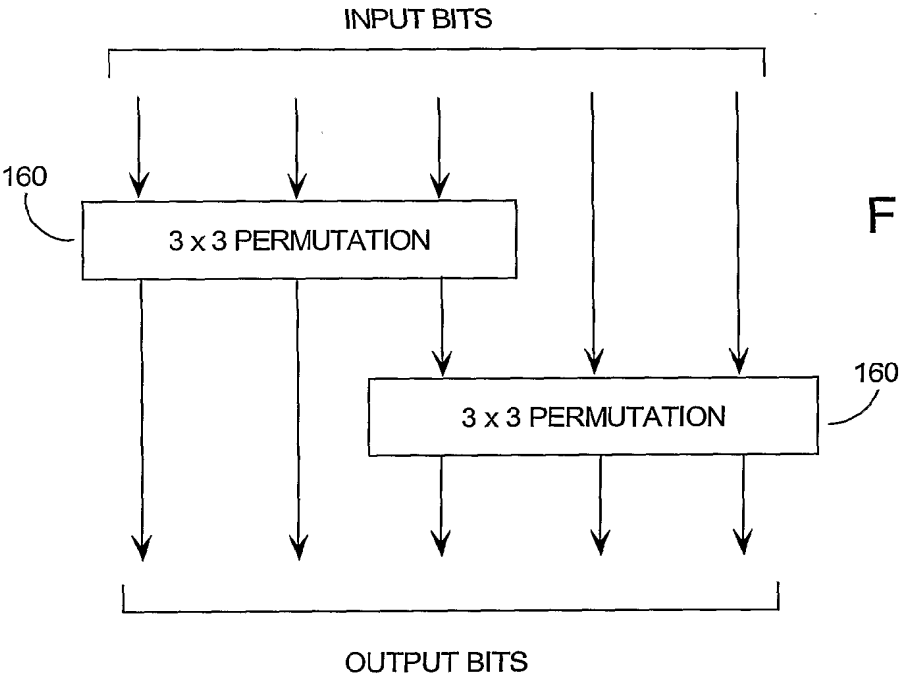 INPUT BITS
160
3 x 3 PERMUTATION
F
160
3 x 3 PERMUTATION
OUTPUT BITS